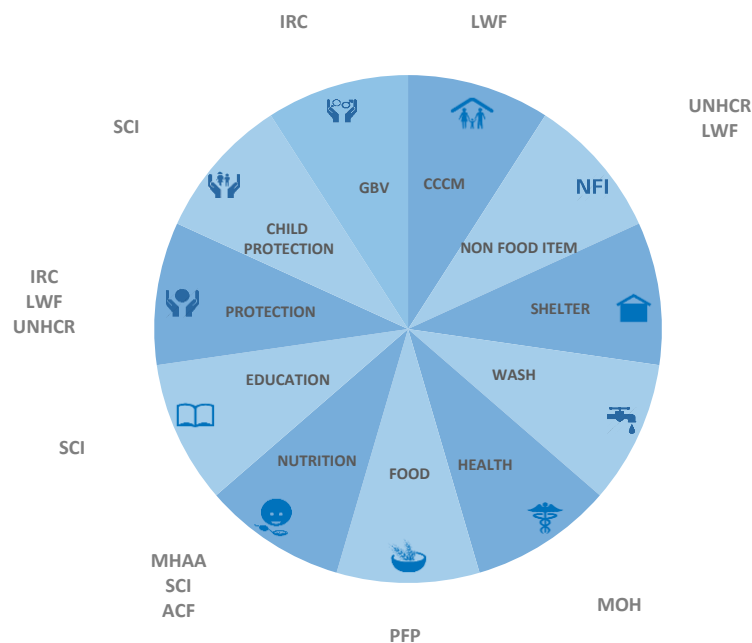 IRC
LWF
UNHCR
LWF
SCI
NFI
GBV
CCCM
CHILD
PROTECTION
NON FOOD ITEM
IRC
LWF
UNHCR
PROTECTION
SHELTER
EDUCATION
WASH
SCI
NUTRITION
FOOD
HEALTH
MHAA
SCI
ACF
MOH
PFP